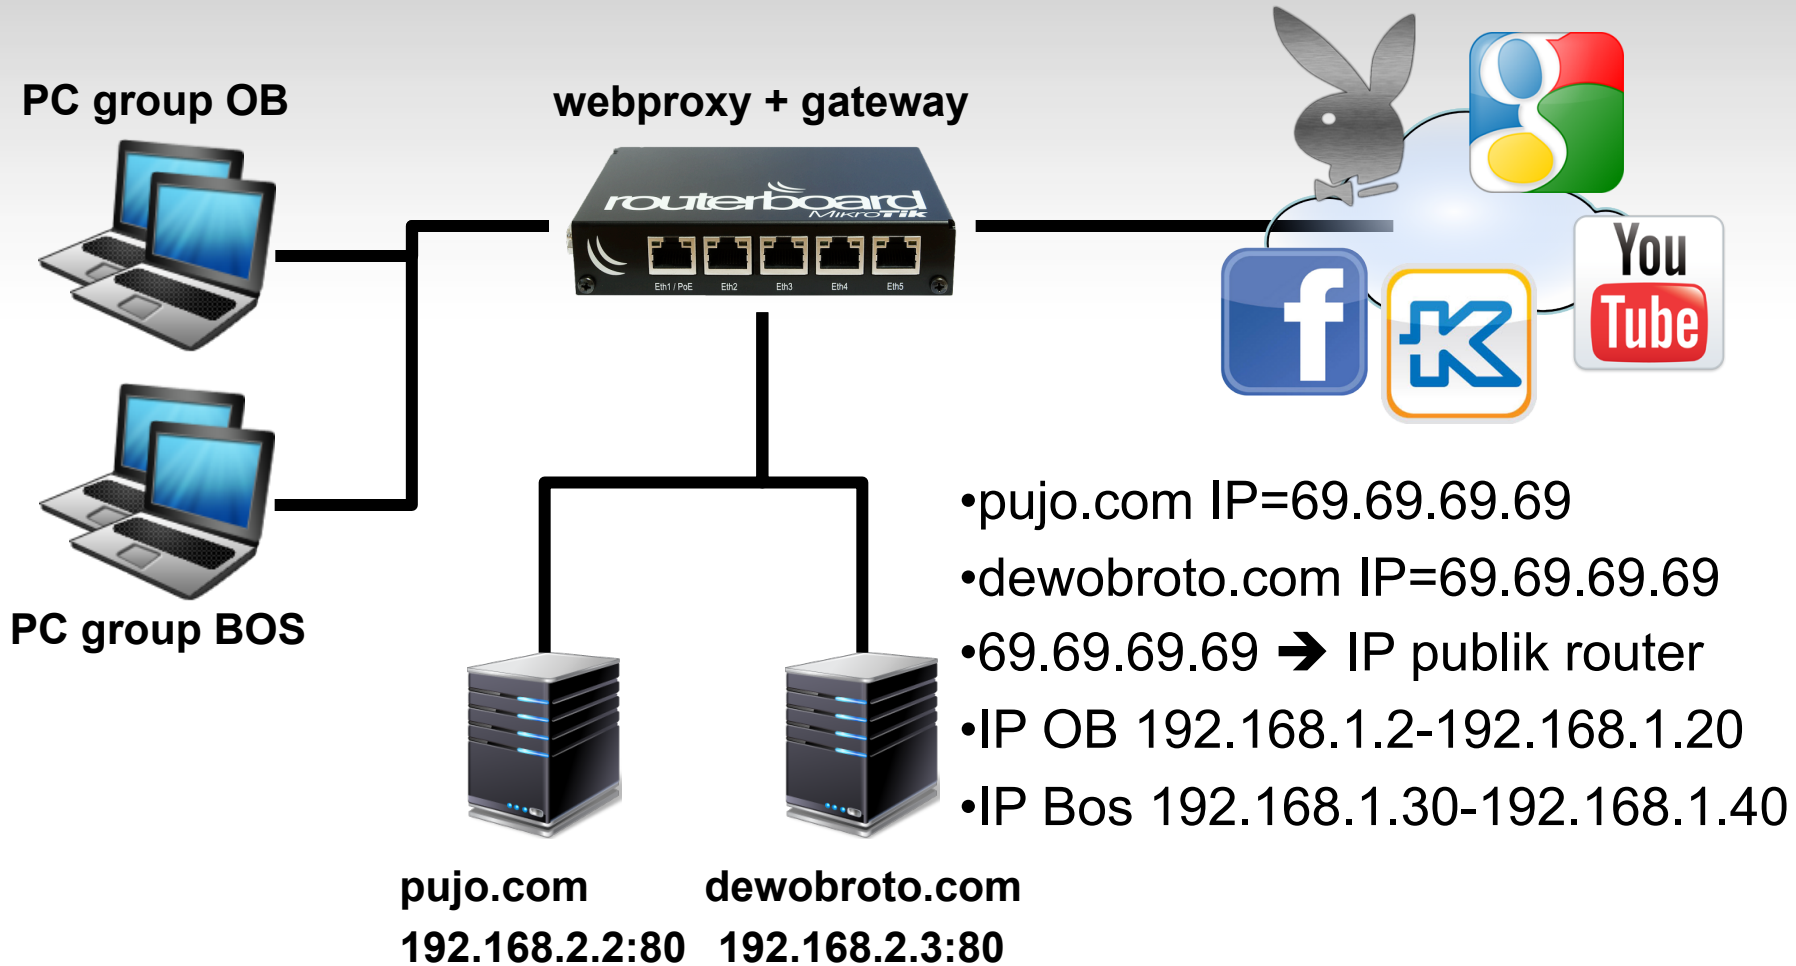 PC group OB
webproxy + gateway
routerboard
MikroTik
Eth1 / PoE Eth2 Eth3 Eth4 Eth5
g
You
Tube
f
K
PC group BOS
•pujo.com IP=69.69.69.69
•dewobroto.com IP=69.69.69.69
•69.69.69.69 ➔ IP publik router
•IP OB 192.168.1.2-192.168.1.20
•IP Bos 192.168.1.30-192.168.1.40
pujo.com dewobroto.com
192.168.2.2:80 192.168.2.3:80